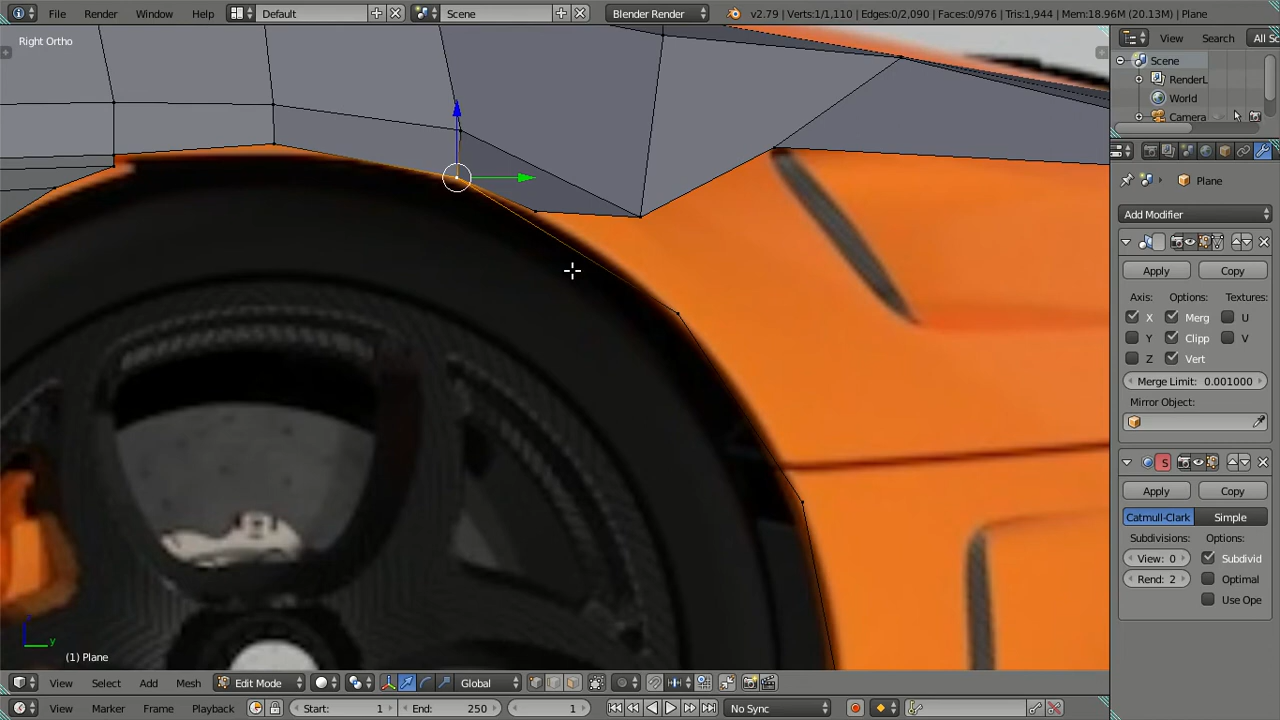 File Render Window Help Default Scene Blender Render v2.79 | Verts:1/1,110 | Edges:0/2,090 | Faces:0/976 | Tris:1,944 | Mem:18.96M (20.13M) | Plane
Right Ortho
View Search All Sc
Scene
RenderL
World
Camera
Plane
Add Modifier
Apply Copy
Axis: Options: Textures:
X Merg U
Y Clipp V
Z Vert
Merge Limit: 0.001000
Mirror Object:
S
Apply Copy
Catmull-Clark Simple
Subdivisions: Options:
View: 0 Subdivid
Rend: 2 Optimal
Use Ope
y
(1) Plane
View Select Add Mesh Edit Mode Global
View Marker Frame Playback Start: 1 End: 250 1 No Sync